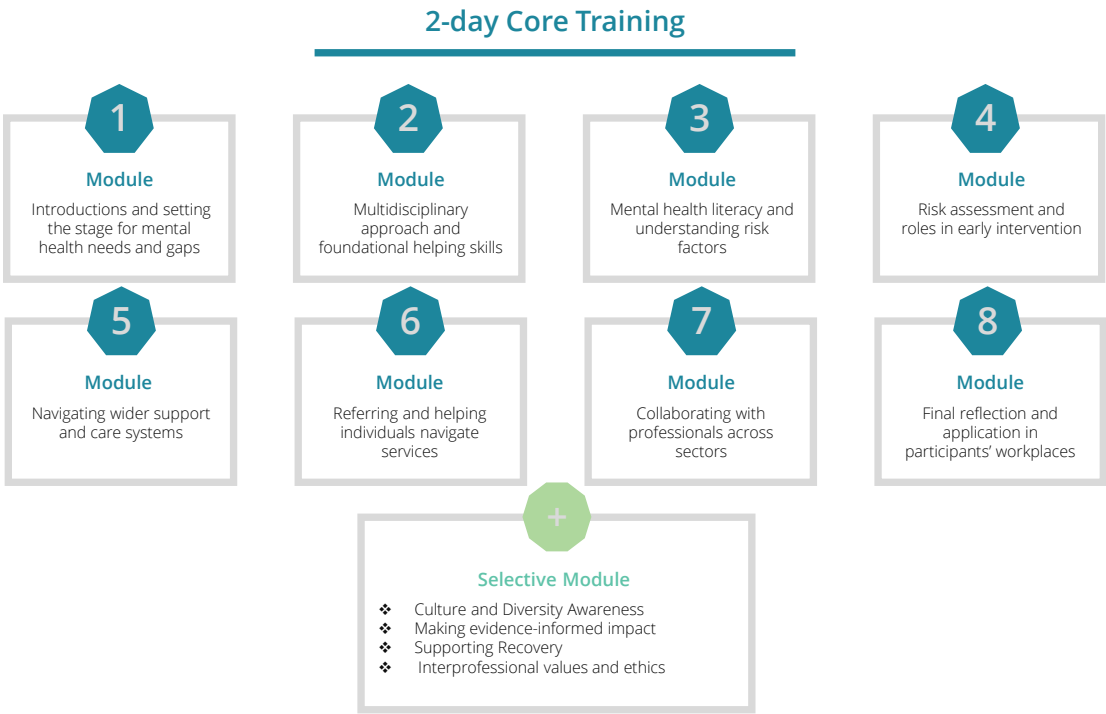 2-day Core Training
1
Module
Introductions and setting
the stage for mental
health needs and gaps
2
Module
Multidisciplinary
approach and
foundational helping skills
3
Module
Mental health literacy and
understanding risk
factors
4
Module
Risk assessment and
roles in early intervention
5
Module
Navigating wider support
and care systems
6
Module
Referring and helping
individuals navigate
services
7
Module
Collaborating with
professionals across
sectors
8
Module
Final reflection and
application in
participants’ workplaces
+
Selective Module
❖ Culture and Diversity Awareness
❖ Making evidence-informed impact
❖ Supporting Recovery
❖ Interprofessional values and ethics